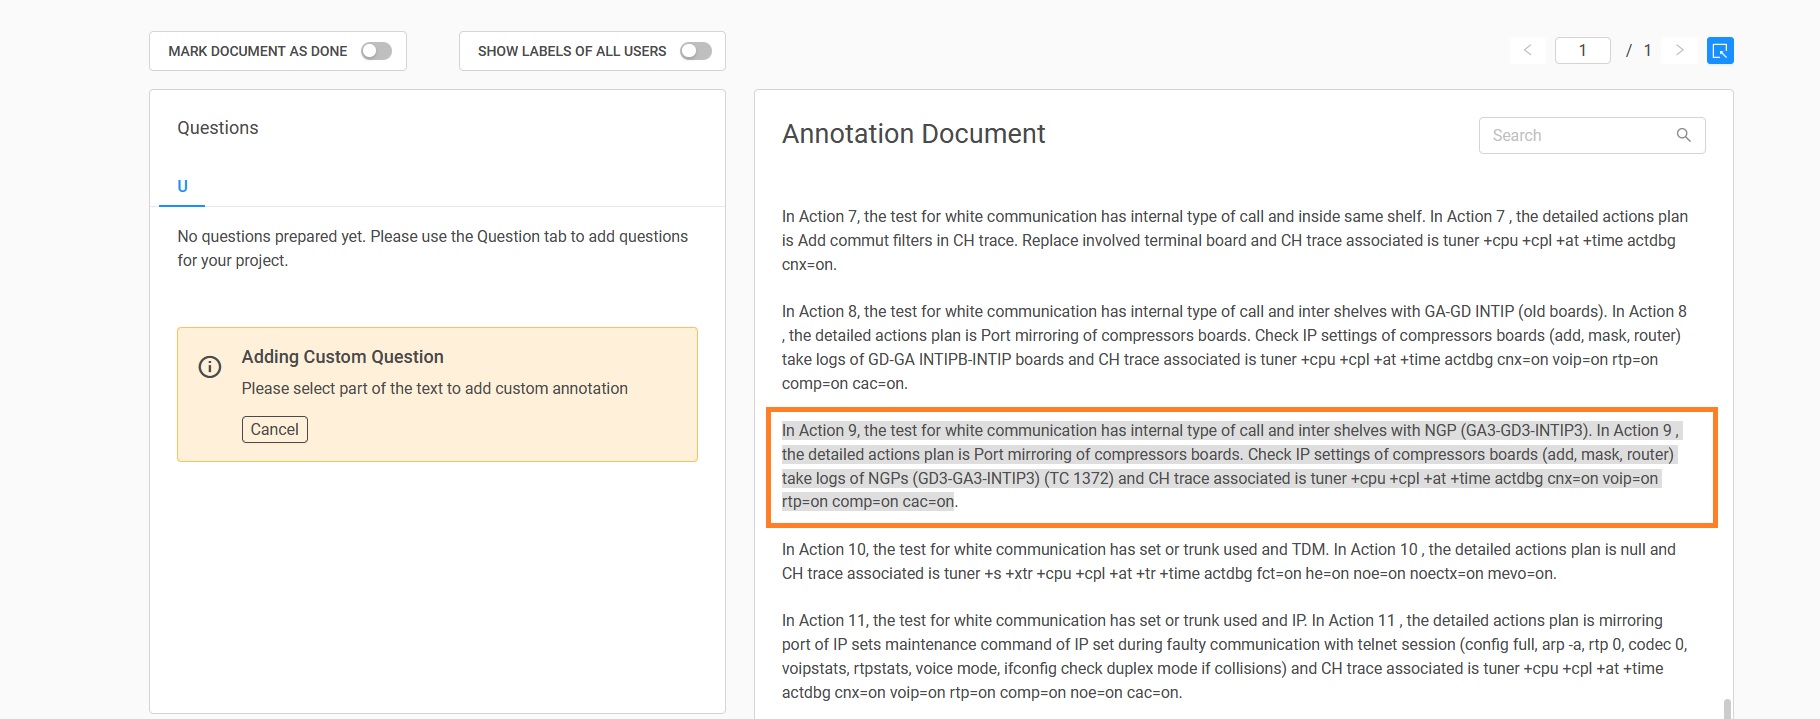 MARK DOCUMENT AS DONE
SHOW LABELS OF ALL USERS
1 / 1
Questions
U
No questions prepared yet. Please use the Question tab to add questions
for your project.
Adding Custom Question
Please select part of the text to add custom annotation
Cancel
Annotation Document
Search
In Action 7, the test for white communication has internal type of call and inside same shelf. In Action 7 , the detailed actions plan
is Add commut filters in CH trace. Replace involved terminal board and CH trace associated is tuner +cpu +cpl +at +time actdbg
cnx=on.
In Action 8, the test for white communication has internal type of call and inter shelves with GA-GD INTIP (old boards). In Action 8
, the detailed actions plan is Port mirroring of compressors boards. Check IP settings of compressors boards (add, mask, router)
take logs of GD-GA INTIPB-INTIP boards and CH trace associated is tuner +cpu +cpl +at +time actdbg cnx=on voip=on rtp=on
comp=on cac=on.
In Action 9, the test for white communication has internal type of call and inter shelves with NGP (GA3-GD3-INTIP3). In Action 9 ,
the detailed actions plan is Port mirroring of compressors boards. Check IP settings of compressors boards (add, mask, router)
take logs of NGPs (GD3-GA3-INTIP3) (TC 1372) and CH trace associated is tuner +cpu +cpl +at +time actdbg cnx=on voip=on
rtp=on comp=on cac=on.
In Action 10, the test for white communication has set or trunk used and TDM. In Action 10 , the detailed actions plan is null and
CH trace associated is tuner +s +xtr +cpu +cpl +at +tr +time actdbg fct=on he=on noe=on noectx=on mevo=on.
In Action 11, the test for white communication has set or trunk used and IP. In Action 11 , the detailed actions plan is mirroring
port of IP sets maintenance command of IP set during faulty communication with telnet session (config full, arp -a, rtp 0, codec 0,
voipstats, rtpstats, voice mode, ifconfig check duplex mode if collisions) and CH trace associated is tuner +cpu +cpl +at +time
actdbg cnx=on voip=on rtp=on comp=on noe=on cac=on.